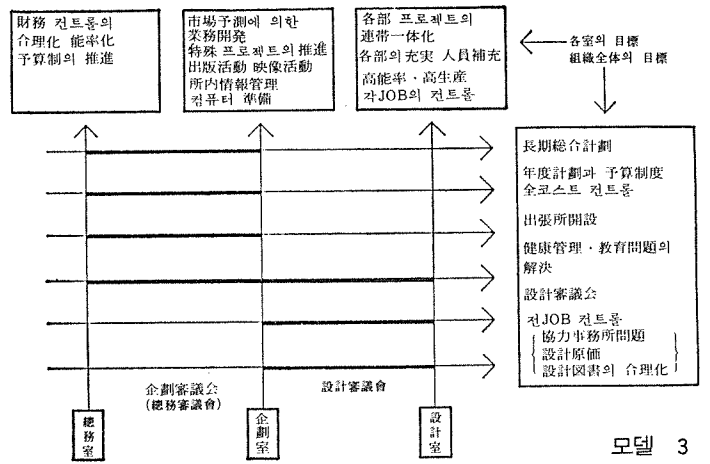 財務 컨트롤의
合理化 能率化
予算制의 推進
市場予測에 의한
業務開発
特殊 프로젝트의 推進
出版活動 映像活動
所内情報管理
컴퓨터 準備
各部 프로젝트의
連帯一体化
各部의 充実 人員補充
高能率・高生産
각JOB의 컨트롤
各室의 目標
組織全体의 目標
長期総合計劃
年度計劃과 予算制度
全코스트 컨트롤
出張所開設
健康管理・教育問題의
解決
設計審議会
전JOB 컨트롤
協力事務所問題
設計原価
設計図書의 合理化
企劃審議会
(總務審議會)
設計審議會
總務室
企劃室
設計室
모델 3